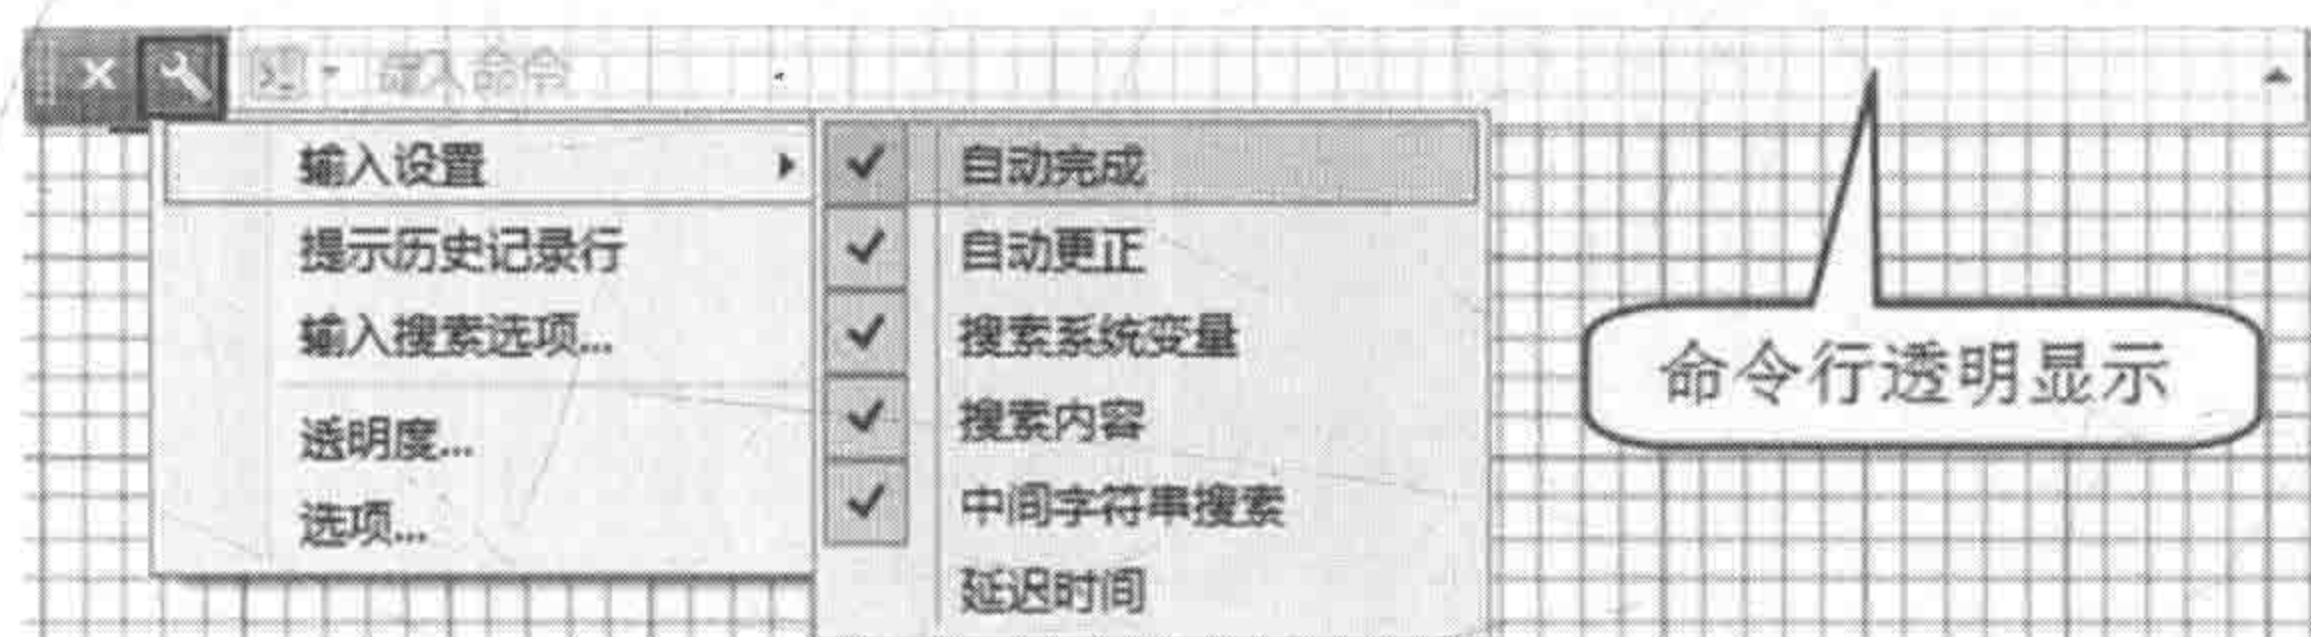 键入命令
输入设置
提示历史记录行
输入搜索选项...
透明度...
选项...
自动完成
自动更正
搜索系统变量
搜索内容
中间字符串搜索
延迟时间
命令行透明显示